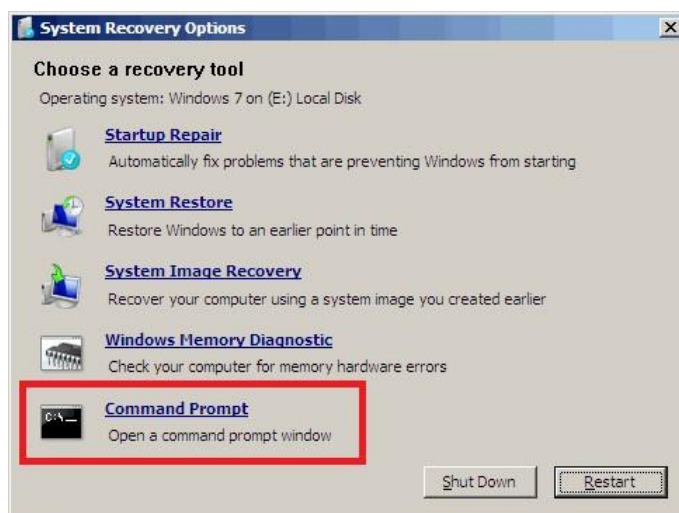 System Recovery Options
Choose a recovery tool
Operating system: Windows 7 on (E:) Local Disk
Startup Repair
Automatically fix problems that are preventing Windows from starting
System Restore
Restore Windows to an earlier point in time
System Image Recovery
Recover your computer using a system image you created earlier
Windows Memory Diagnostic
Check your computer for memory hardware errors
C:\_
Command Prompt
Open a command prompt window
Shut Down Restart